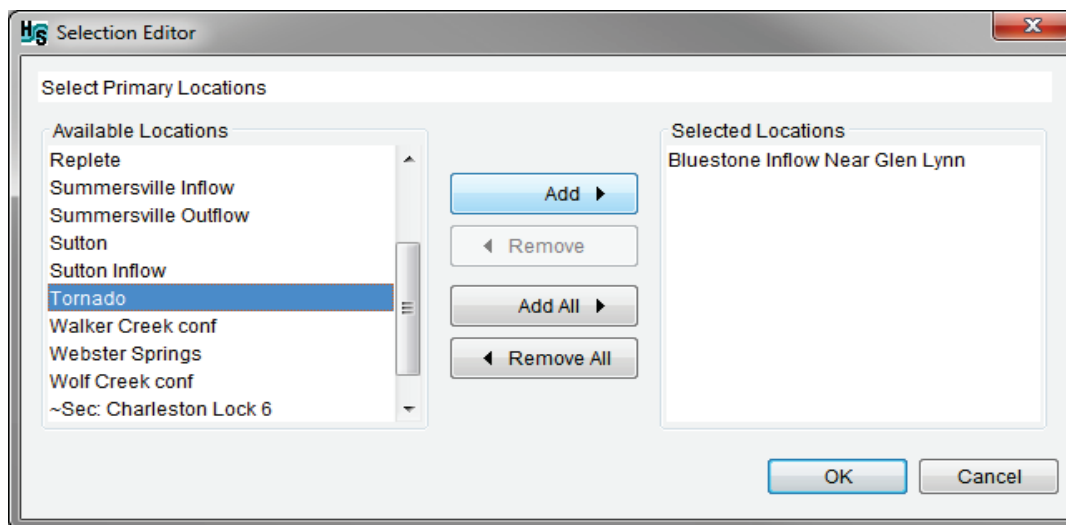 HS Selection Editor
Select Primary Locations
Available Locations
Replete
Summersville Inflow
Summersville Outflow
Sutton
Sutton Inflow
Tornado
Walker Creek conf
Webster Springs
Wolf Creek conf
~Sec: Charleston Lock 6
Add
Remove
Add All
Remove All
Selected Locations
Bluestone Inflow Near Glen Lynn
OK
Cancel